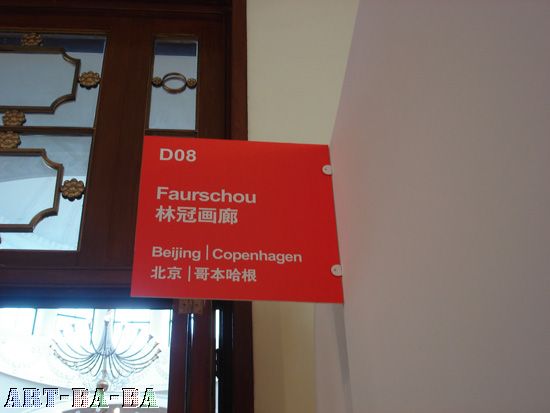 D08
Faurschou
林冠画廊
Beijing | Copenhagen
北京 | 哥本哈根
ART-BA-BA